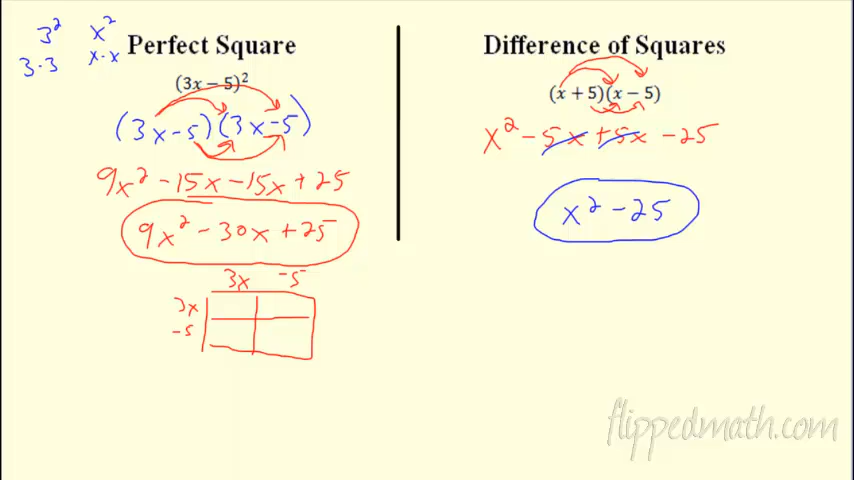 3² x²
3·3 x·x
Perfect Square
(3x − 5)²
(3x-5)(3x-5)
9x² - 15x - 15x + 25
9x² - 30x + 25
3x -5
3x
-5
Difference of Squares
(x + 5)(x − 5)
x² - 5x + 5x - 25
x² - 25
flippedmath.com